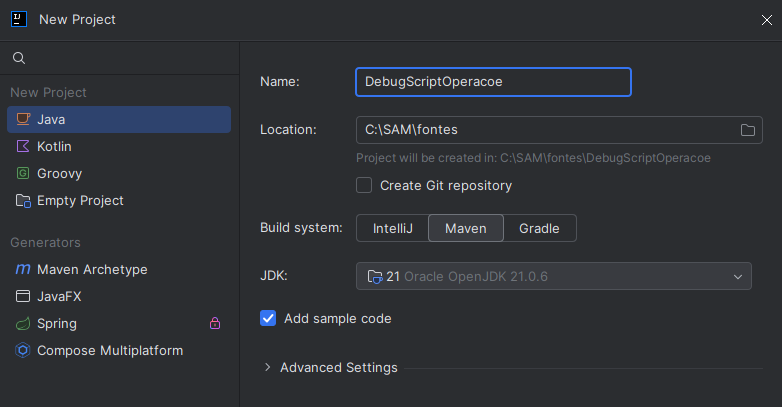 New Project
New Project
Java
Kotlin
Groovy
Empty Project
Generators
Maven Archetype
JavaFX
Spring
Compose Multiplatform
Name: DebugScriptOperacoe
Location: C:\SAM\fontes
Project will be created in: C:\SAM\fontes\DebugScriptOperacoe
Create Git repository
Build system: IntelliJ Maven Gradle
JDK: 21 Oracle OpenJDK 21.0.6
Add sample code
Advanced Settings